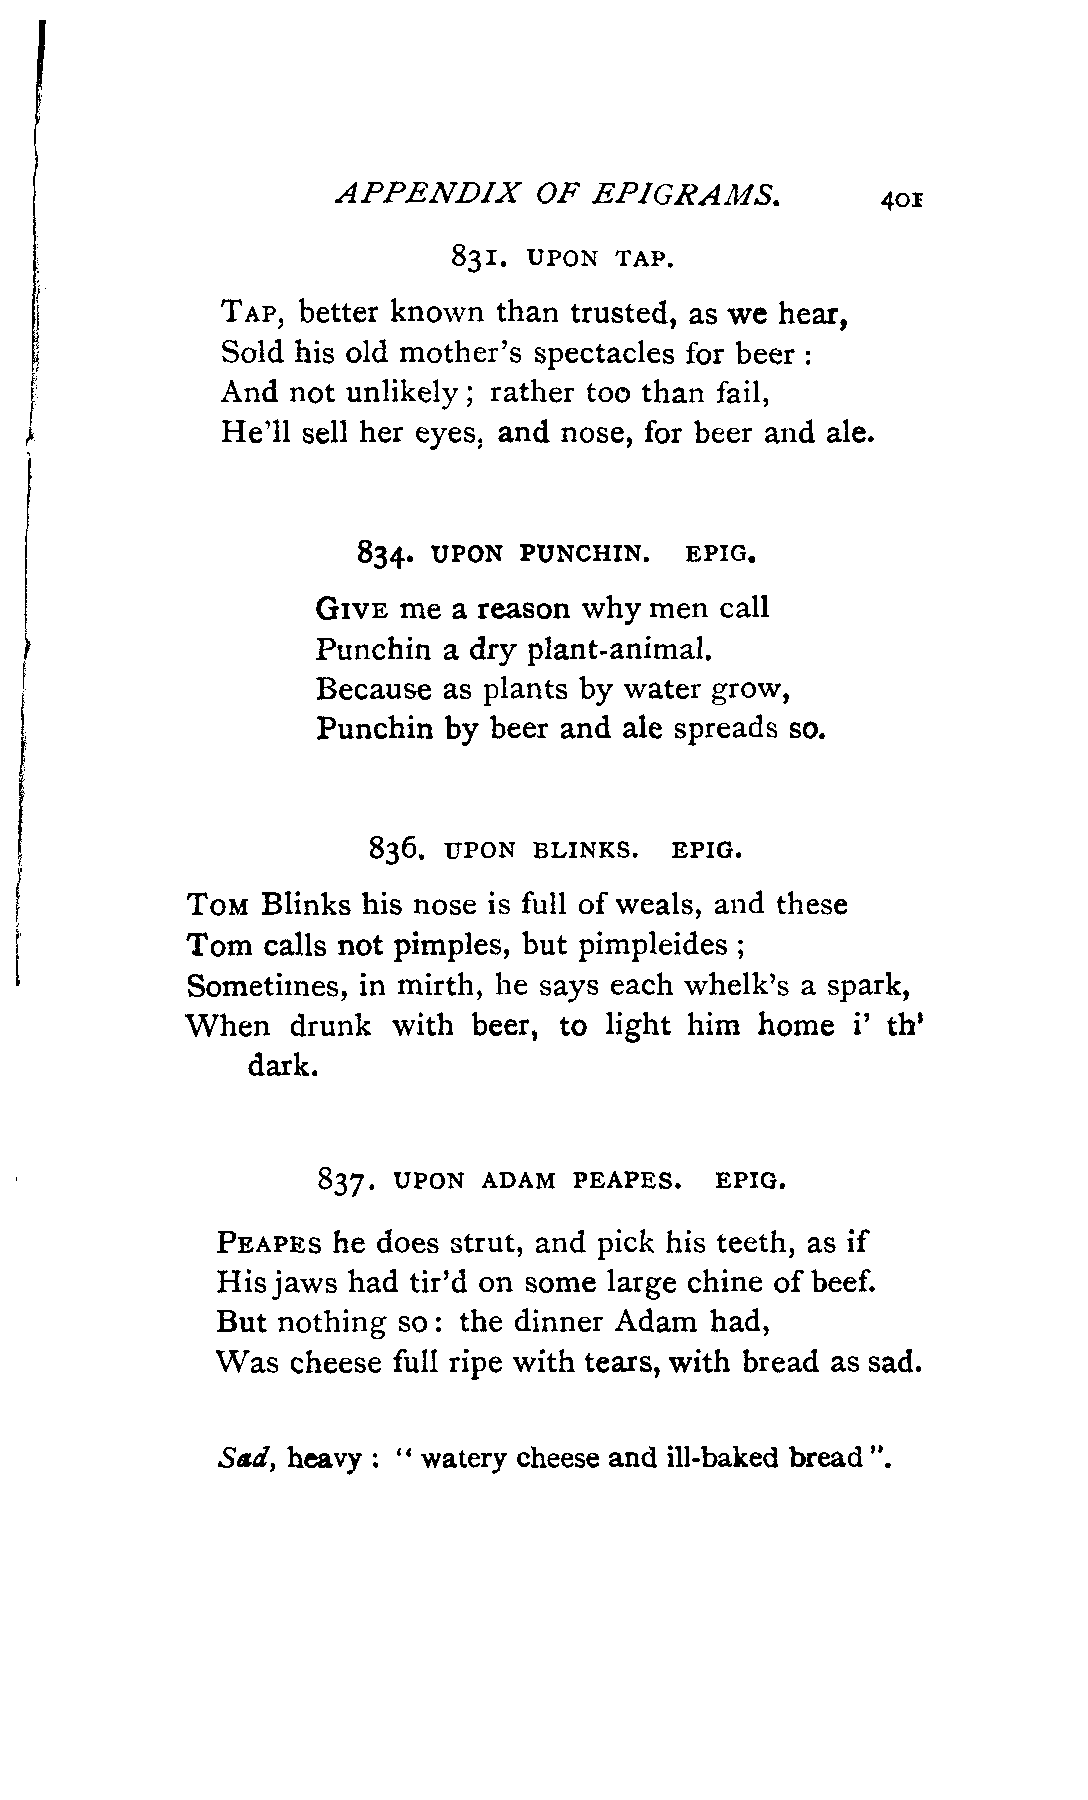 APPENDIX OF EPIGRAMS. 401
831. UPON TAP.
TAP, better known than trusted, as we hear,
Sold his old mother's spectacles for beer :
And not unlikely ; rather too than fail,
He'll sell her eyes, and nose, for beer and ale.
834. UPON PUNCHIN. EPIG.
GIVE me a reason why men call
Punchin a dry plant-animal.
Because as plants by water grow,
Punchin by beer and ale spreads so.
836. UPON BLINKS. EPIG.
TOM Blinks his nose is full of weals, and these
Tom calls not pimples, but pimpleides ;
Sometimes, in mirth, he says each whelk's a spark,
When drunk with beer, to light him home i' th'
dark.
837. UPON ADAM PEAPES. EPIG.
PEAPES he does strut, and pick his teeth, as if
His jaws had tir'd on some large chine of beef.
But nothing so : the dinner Adam had,
Was cheese full ripe with tears, with bread as sad.
Sad, heavy : " watery cheese and ill-baked bread ".